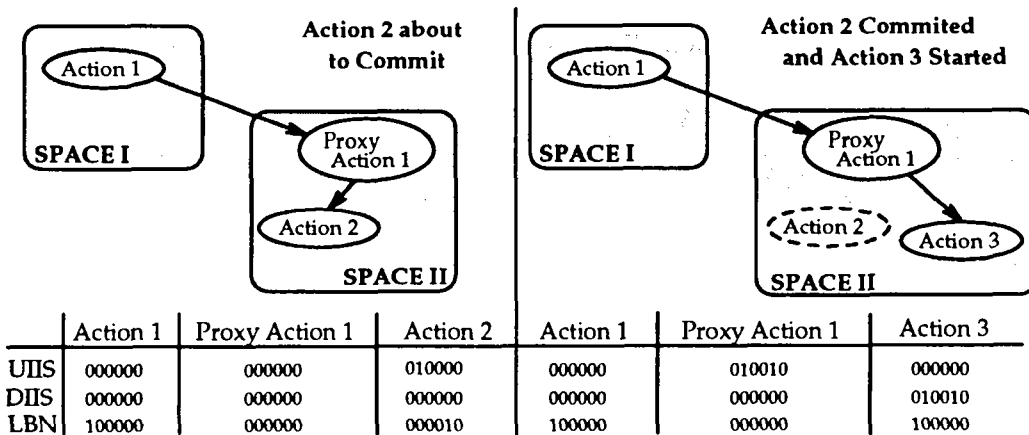 Action 2 about
to Commit
Action 1
SPACE I
Proxy
Action 1
Action 2
SPACE II
Action 2 Commited
and Action 3 Started
Action 1
SPACE I
Proxy
Action 1
Action 2
Action 3
SPACE II
Action 1 Proxy Action 1 Action 2 Action 1 Proxy Action 1 Action 3
UIIS 000000 000000 010000 000000 010010 000000
DIIS 000000 000000 000000 000000 000000 010010
LBN 100000 000000 000010 100000 000000 100000